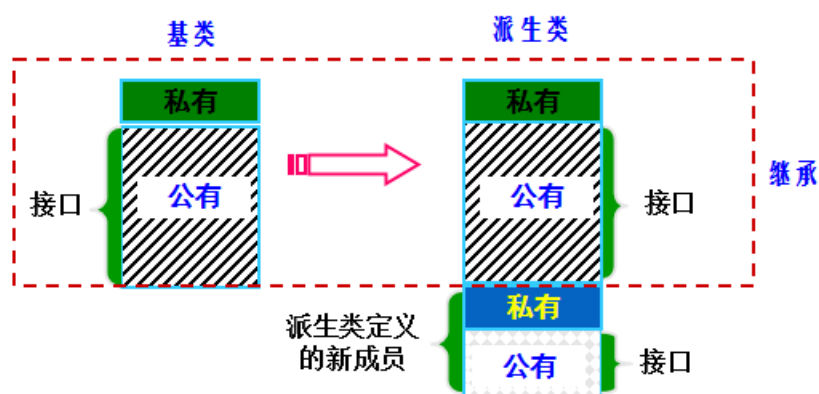 基类
派生类
私有
私有
公有
公有
接口
接口
继承
私有
派生类定义
的新成员
公有
接口